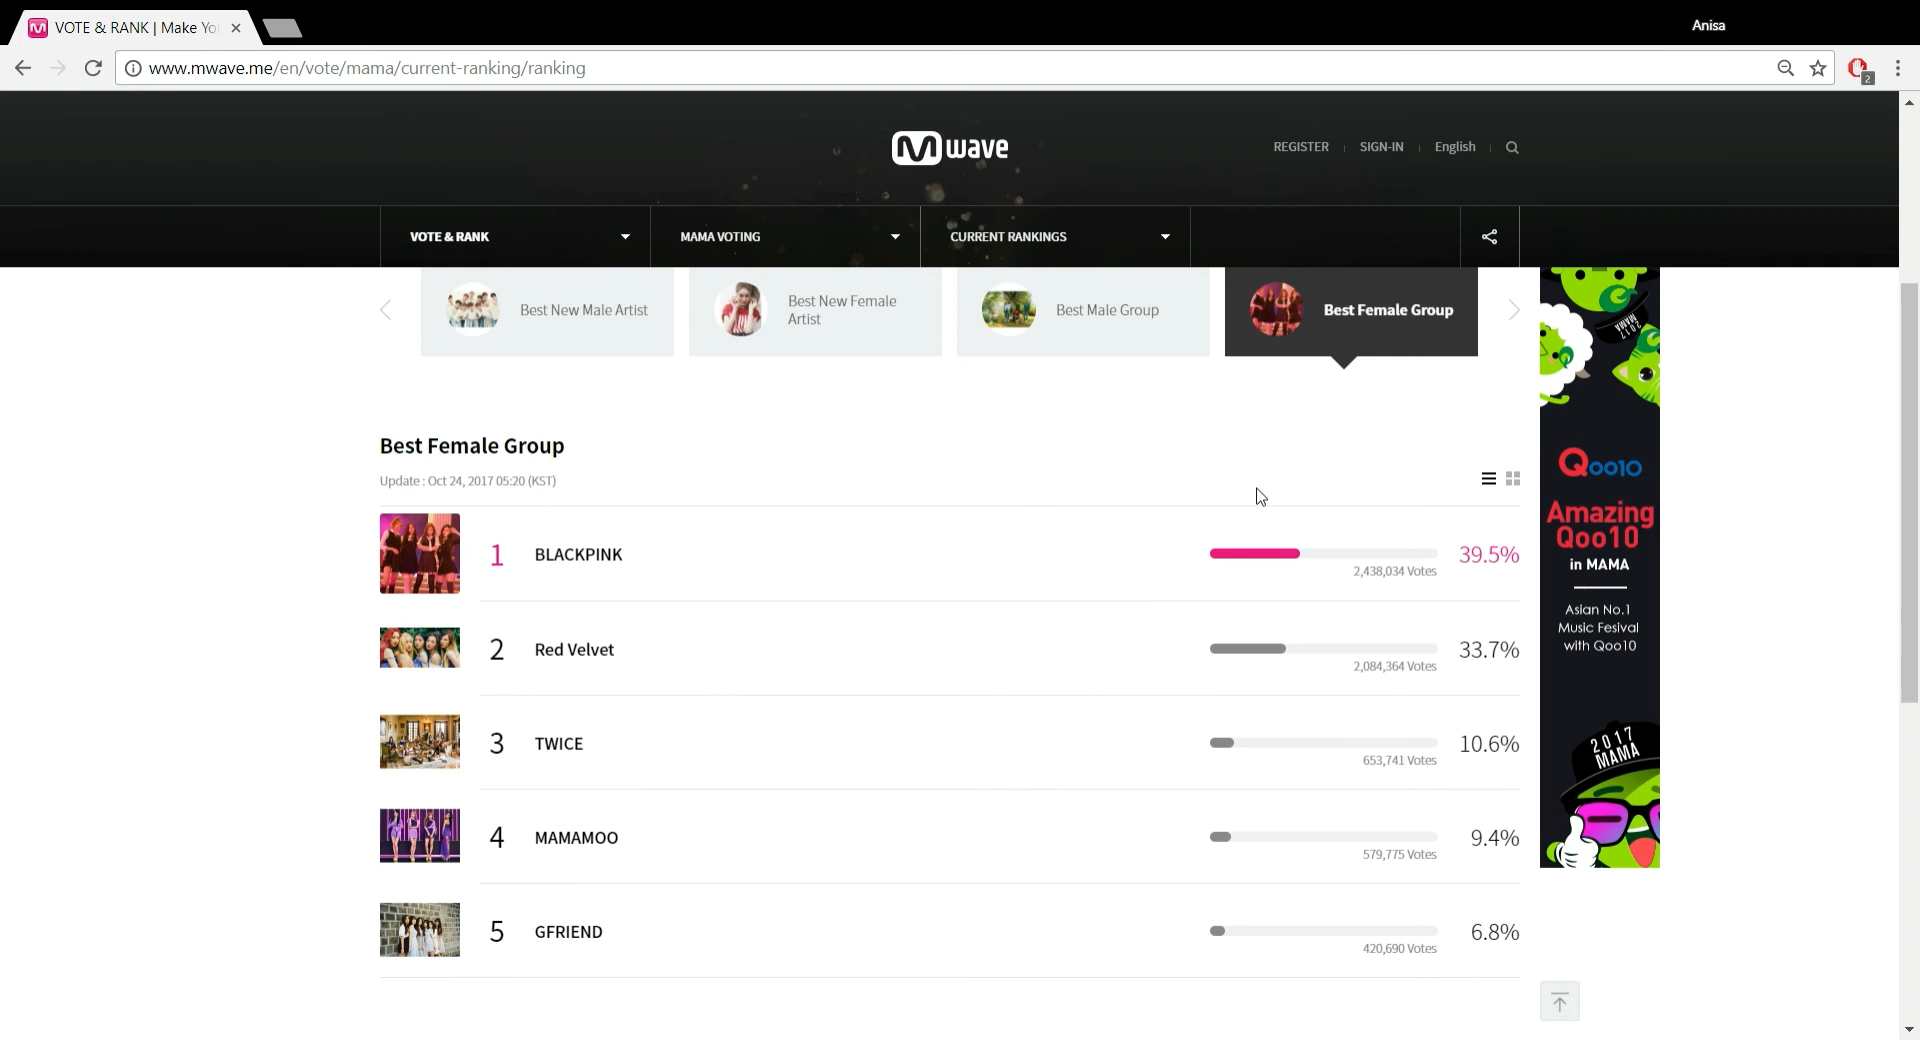 VOTE & RANK | Make Yo
Anisa
www.mwave.me/en/vote/mama/current-ranking/ranking
2
M wave
REGISTER
SIGN-IN
English
VOTE & RANK
MAMA VOTING
CURRENT RANKINGS
Best New Male Artist
Best New Female
Artist
Best Male Group
Best Female Group
2017
MAMA
Best Female Group
Update : Oct 24, 2017 05:20 (KST)
1 BLACKPINK 39.5%
2,438,034 Votes
2 Red Velvet 33.7%
2,084,364 Votes
3 TWICE 10.6%
653,741 Votes
4 MAMAMOO 9.4%
579,775 Votes
5 GFRIEND 6.8%
420,690 Votes
Qoo10
Amazing
Qoo10
in MAMA
Asian No.1
Music Fesival
with Qoo10
2017
MAMA